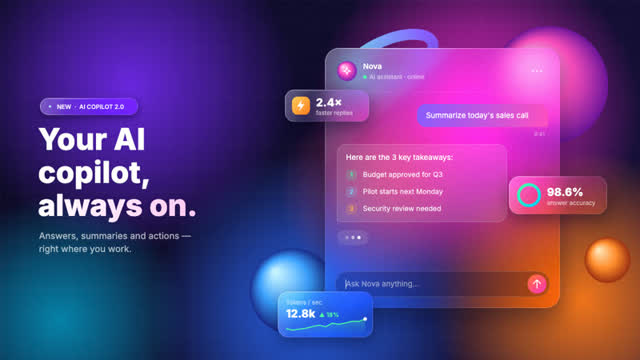 NEW · AI COPILOT 2.0
Your AI
copilot,
always on.
Answers, summaries and actions —
right where you work.
Nova
AI assistant · online
2.4×
faster replies
Summarize today's sales call
9:41
Here are the 3 key takeaways:
1 Budget approved for Q3
2 Pilot starts next Monday
3 Security review needed
98.6%
answer accuracy
Ask Nova anything...
Tokens / sec
12.8k ▲ 18%